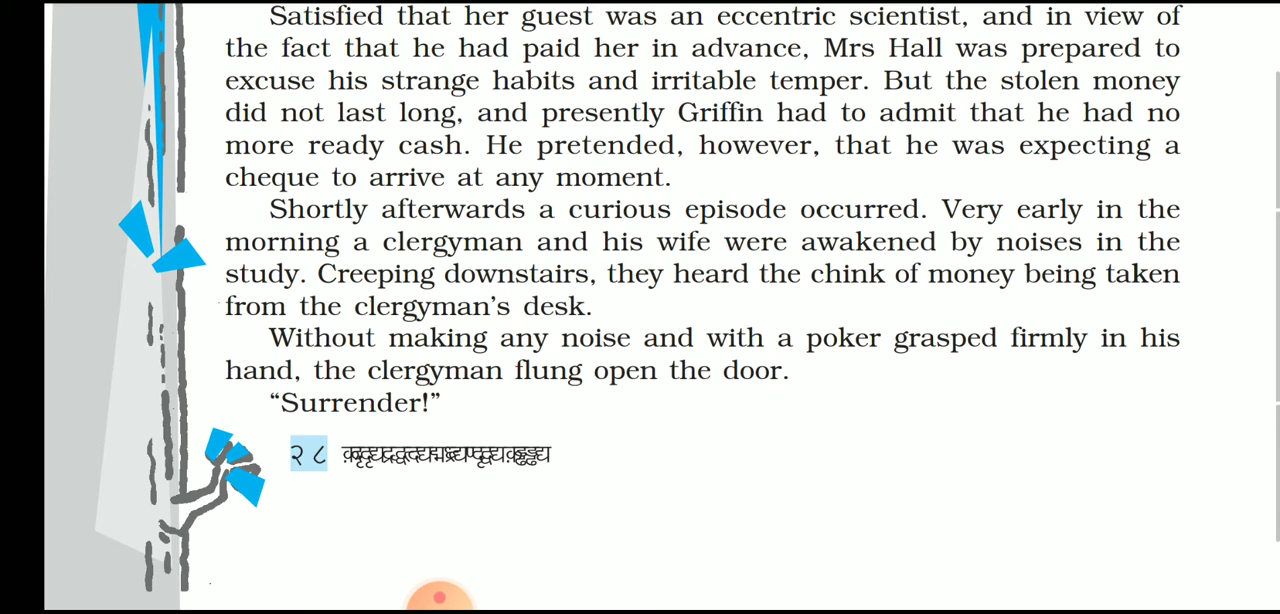 Satisfied that her guest was an eccentric scientist, and in view of
the fact that he had paid her in advance, Mrs Hall was prepared to
excuse his strange habits and irritable temper. But the stolen money
did not last long, and presently Griffin had to admit that he had no
more ready cash. He pretended, however, that he was expecting a
cheque to arrive at any moment.
Shortly afterwards a curious episode occurred. Very early in the
morning a clergyman and his wife were awakened by noises in the
study. Creeping downstairs, they heard the chink of money being taken
from the clergyman’s desk.
Without making any noise and with a poker grasped firmly in his
hand, the clergyman flung open the door.
“Surrender!”
२८